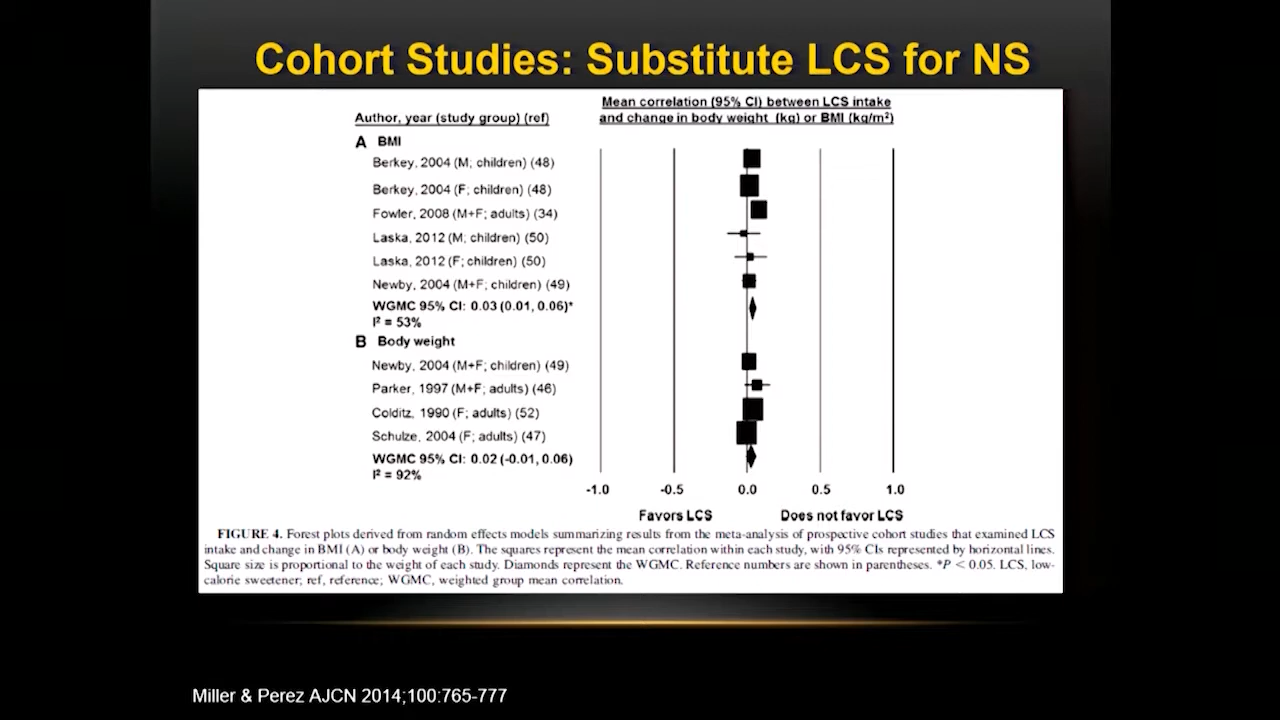 Cohort Studies: Substitute LCS for NS
Mean correlation (95% CI) between LCS intake
and change in body weight (kg) or BMI (kg/m²)
Author, year (study group) (ref)
A BMI
Berkey, 2004 (M; children) (48)
Berkey, 2004 (F; children) (48)
Fowler, 2008 (M+F; adults) (34)
Laska, 2012 (M; children) (50)
Laska, 2012 (F; children) (50)
Newby, 2004 (M+F; children) (49)
WGMC 95% CI: 0.03 (0.01, 0.06)*
I² = 53%
B Body weight
Newby, 2004 (M+F; children) (49)
Parker, 1997 (M+F; adults) (46)
Colditz, 1990 (F; adults) (52)
Schulze, 2004 (F; adults) (47)
WGMC 95% CI: 0.02 (-0.01, 0.06)
I² = 92%
-1.0 -0.5 0.0 0.5 1.0
Favors LCS Does not favor LCS
FIGURE 4. Forest plots derived from random effects models summarizing results from the meta-analysis of prospective cohort studies that examined LCS
intake and change in BMI (A) or body weight (B). The squares represent the mean correlation within each study, with 95% CIs represented by horizontal lines.
Square size is proportional to the weight of each study. Diamonds represent the WGMC. Reference numbers are shown in parentheses. *P < 0.05. LCS, low-
calorie sweetener; ref, reference; WGMC, weighted group mean correlation.
Miller & Perez AJCN 2014;100:765-777